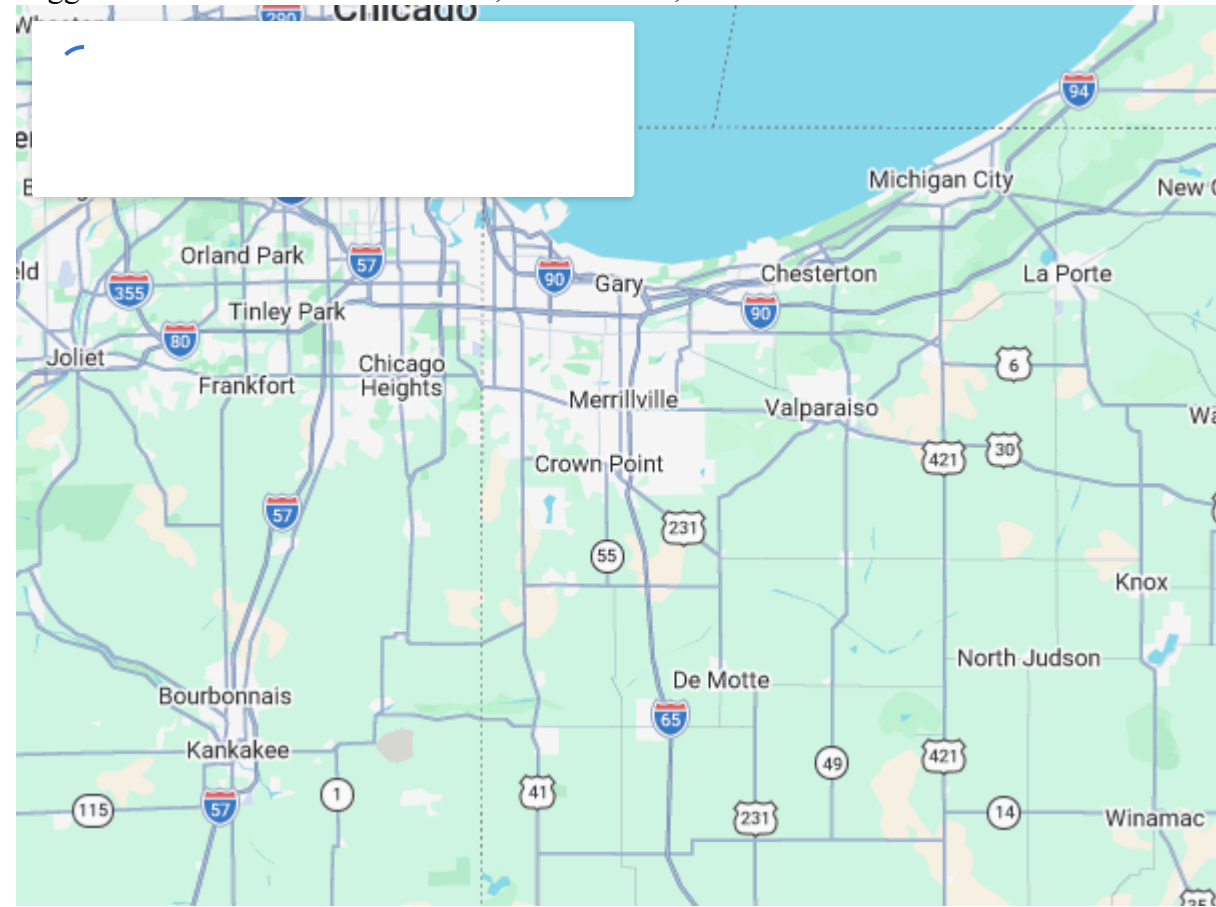 Chicago
290
94
Michigan City
Orland Park
57
355
90
Gary
Chesterton
La Porte
Tinley Park
90
80
Joliet
Chicago
Heights
6
Frankfort
Merrillville
Valparaiso
Crown Point
421
30
57
231
55
Knox
North Judson
De Motte
Bourbonnais
65
Kankakee
421
49
115
57
1
41
231
14
Winamac